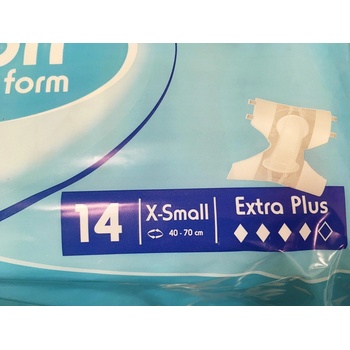 form
14
X-Small
40 - 70 cm
Extra Plus